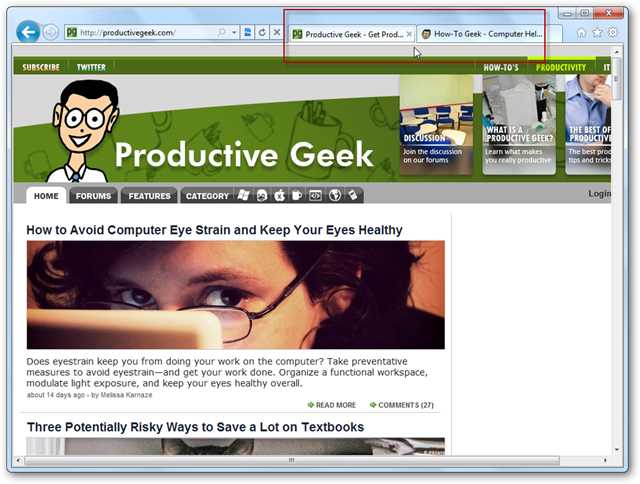 http://productivegeek.com/
Productive Geek - Get Prod...
How-To Geek - Computer Hel...
SUBSCRIBE
TWITTER
HOW-TO'S
PRODUCTIVITY
IT
Productive Geek
DISCUSSION
Join the discussion
on our forums
WHAT IS A
PRODUCTIVE GEEK?
Learn what makes
you really productive
THE BEST OF
PRODUCTIVE
The best produ
tips and tricks
HOME
FORUMS
FEATURES
CATEGORY
Login
How to Avoid Computer Eye Strain and Keep Your Eyes Healthy
Does eyestrain keep you from doing your work on the computer? Take preventative
measures to avoid eyestrain—and get your work done. Organize a functional workspace,
modulate light exposure, and keep your eyes healthy overall.
about 14 days ago - by Melissa Karnaze
READ MORE
COMMENTS (27)
Three Potentially Risky Ways to Save a Lot on Textbooks